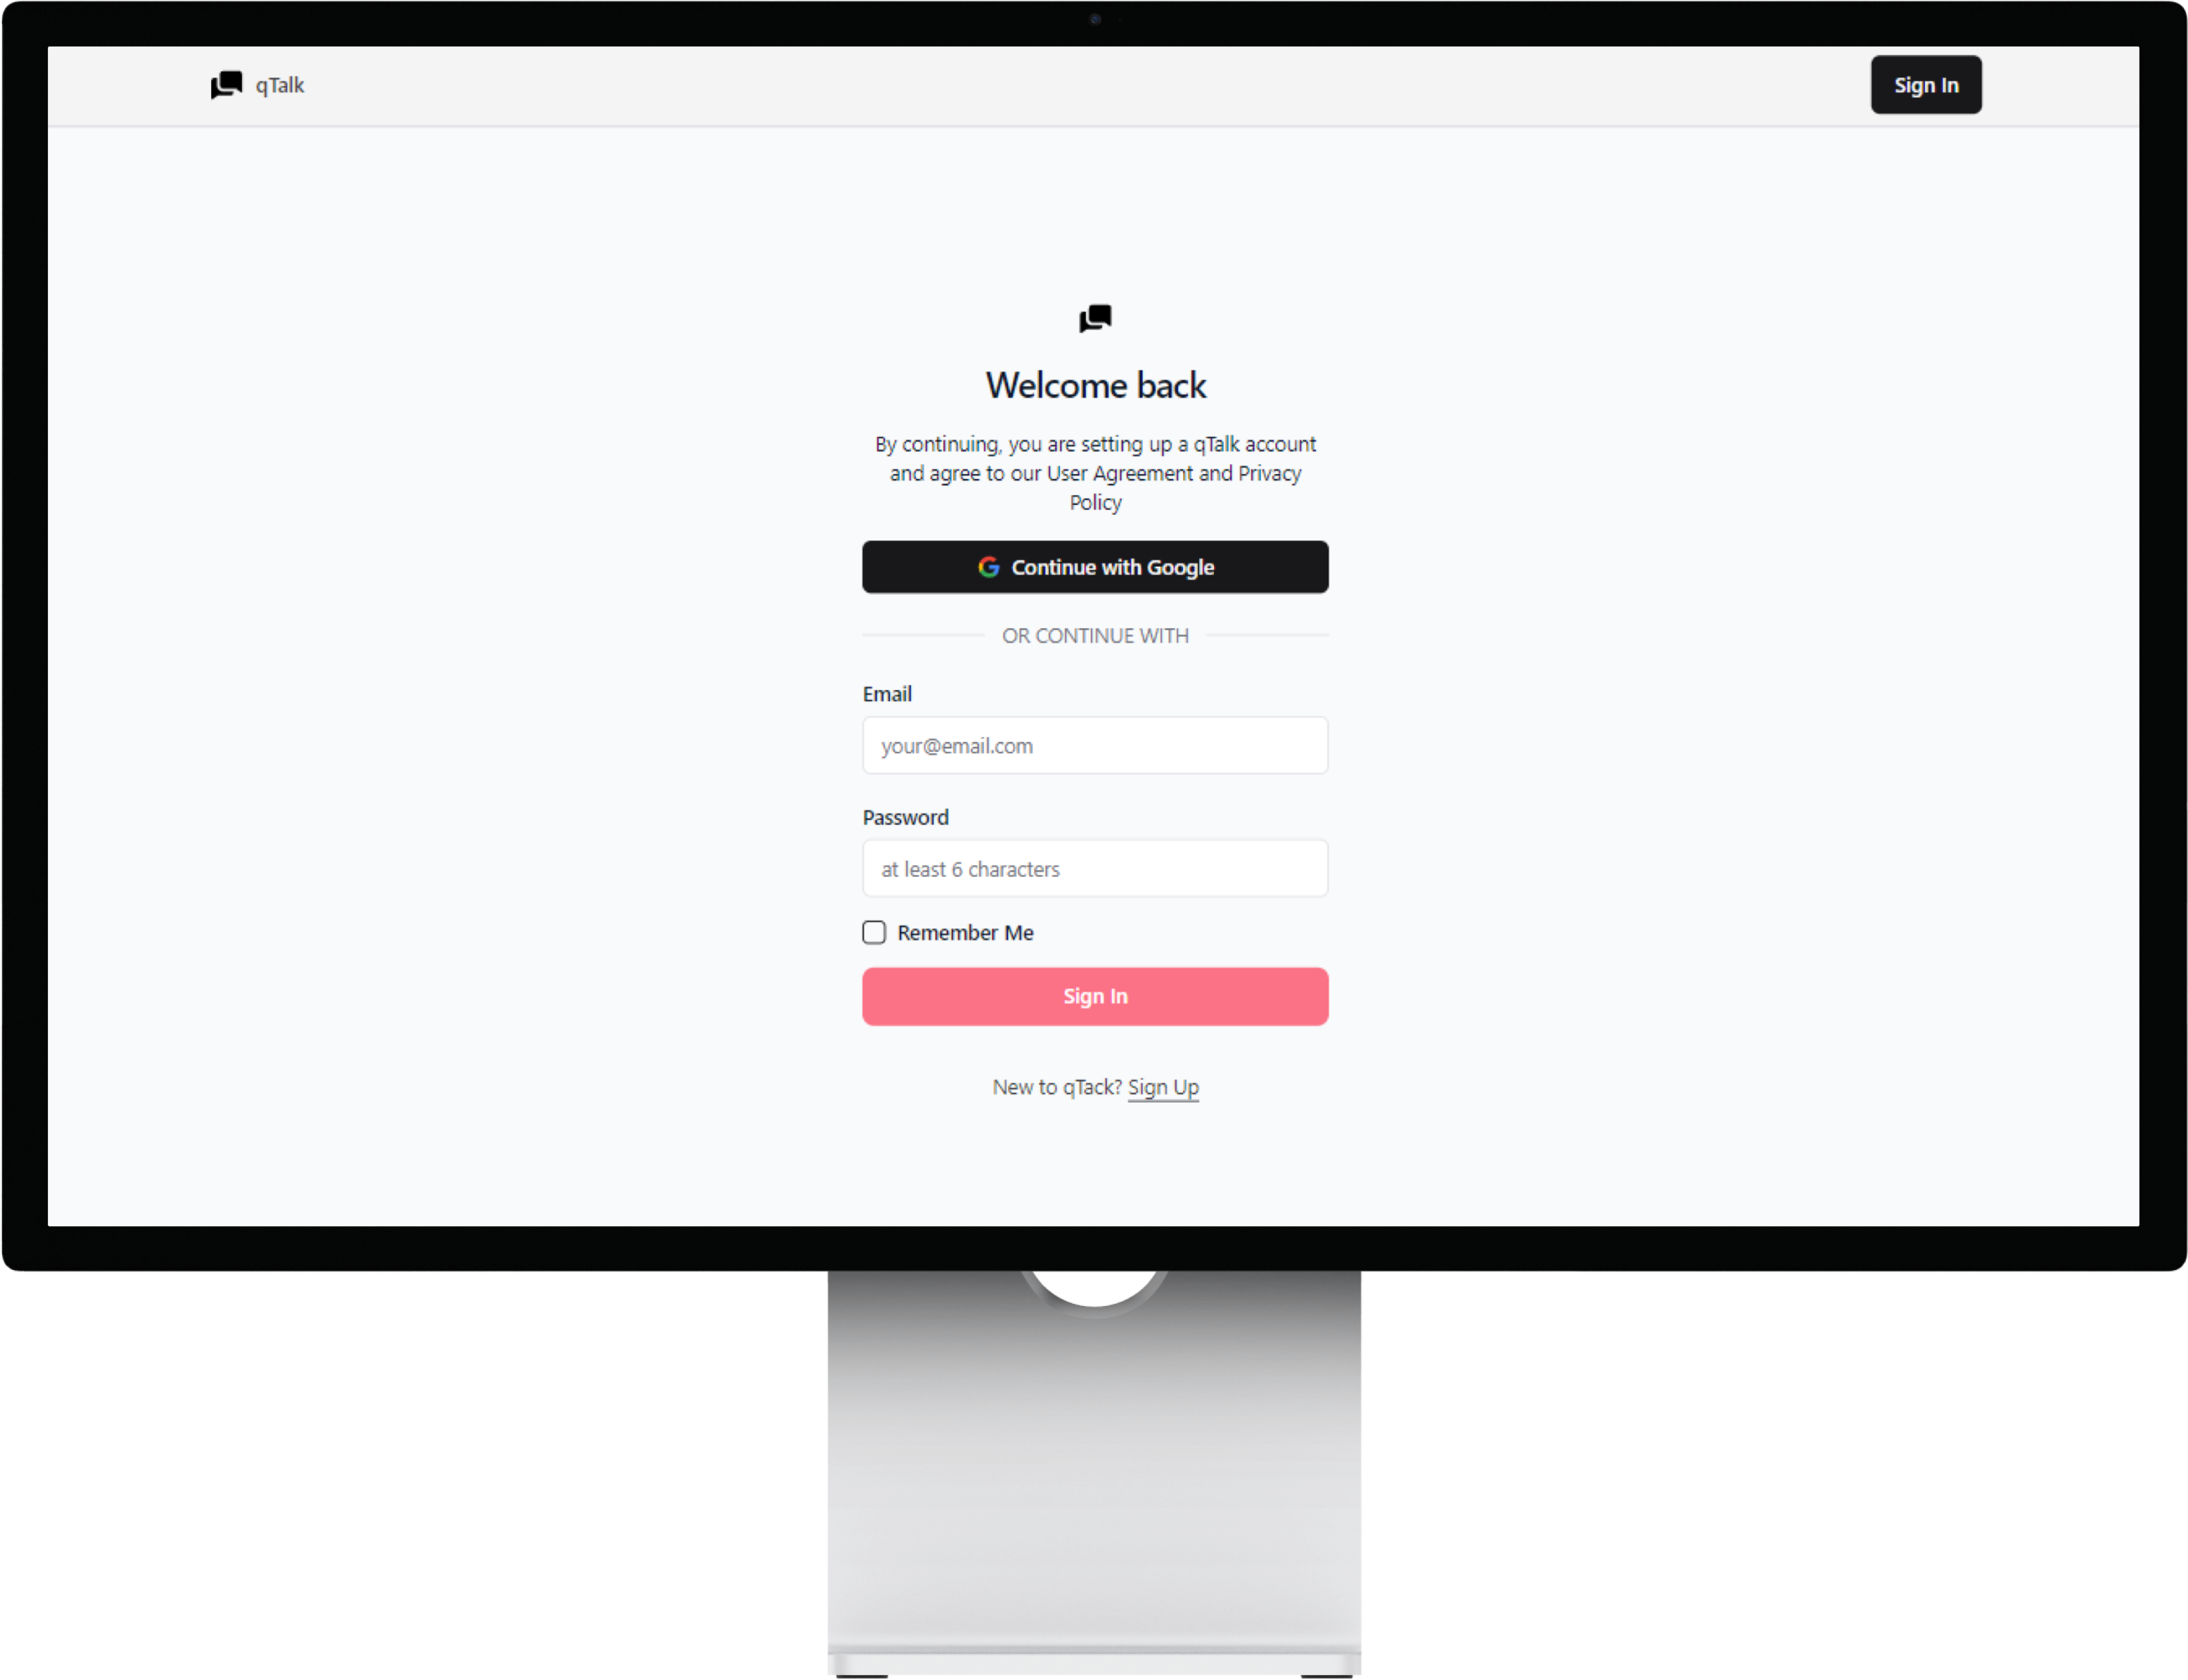 qTalk
Sign In
Welcome back
By continuing, you are setting up a qTalk account
and agree to our User Agreement and Privacy
Policy
Continue with Google
OR CONTINUE WITH
Email
your@email.com
Password
at least 6 characters
Remember Me
Sign In
New to qTack? Sign Up